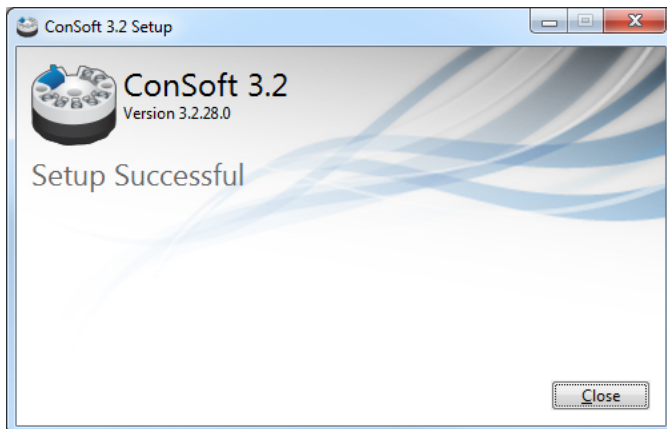 ConSoft 3.2 Setup
ConSoft 3.2
Version 3.2.28.0
Setup Successful
Close